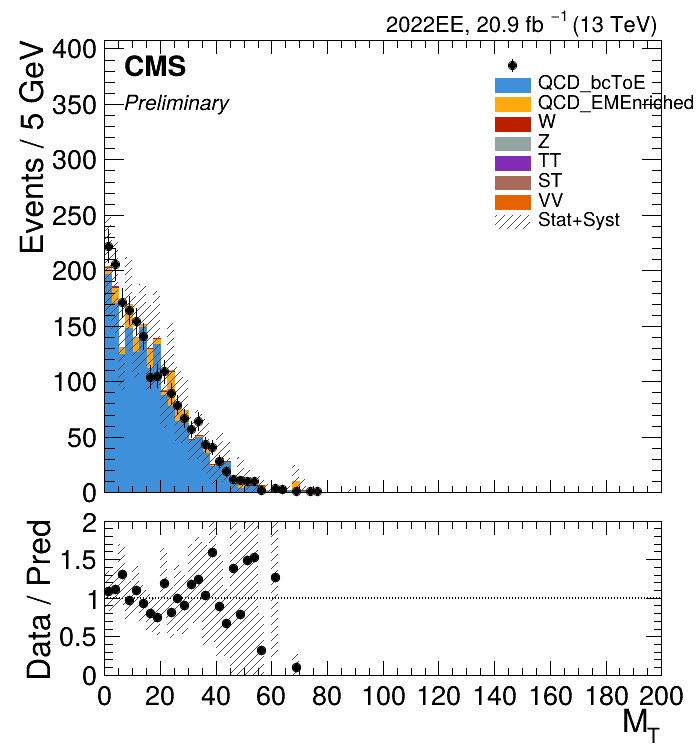 2022EE, 20.9 fb⁻¹ (13 TeV)
CMS
Preliminary
QCD_bcToE
QCD_EMEnriched
W
Z
TT
ST
VV
Stat+Syst
Events / 5 GeV
400
350
300
250
200
150
100
50
0
Data / Pred
2
1.5
1
0.5
0
0 20 40 60 80 100 120 140 160 180 200
M_T